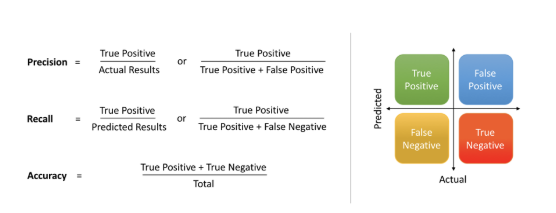 Precision = True Positive / Actual Results or True Positive / True Positive + False Positive
Recall = True Positive / Predicted Results or True Positive / True Positive + False Negative
Accuracy = True Positive + True Negative / Total
Predicted
True Positive
False Positive
False Negative
True Negative
Actual